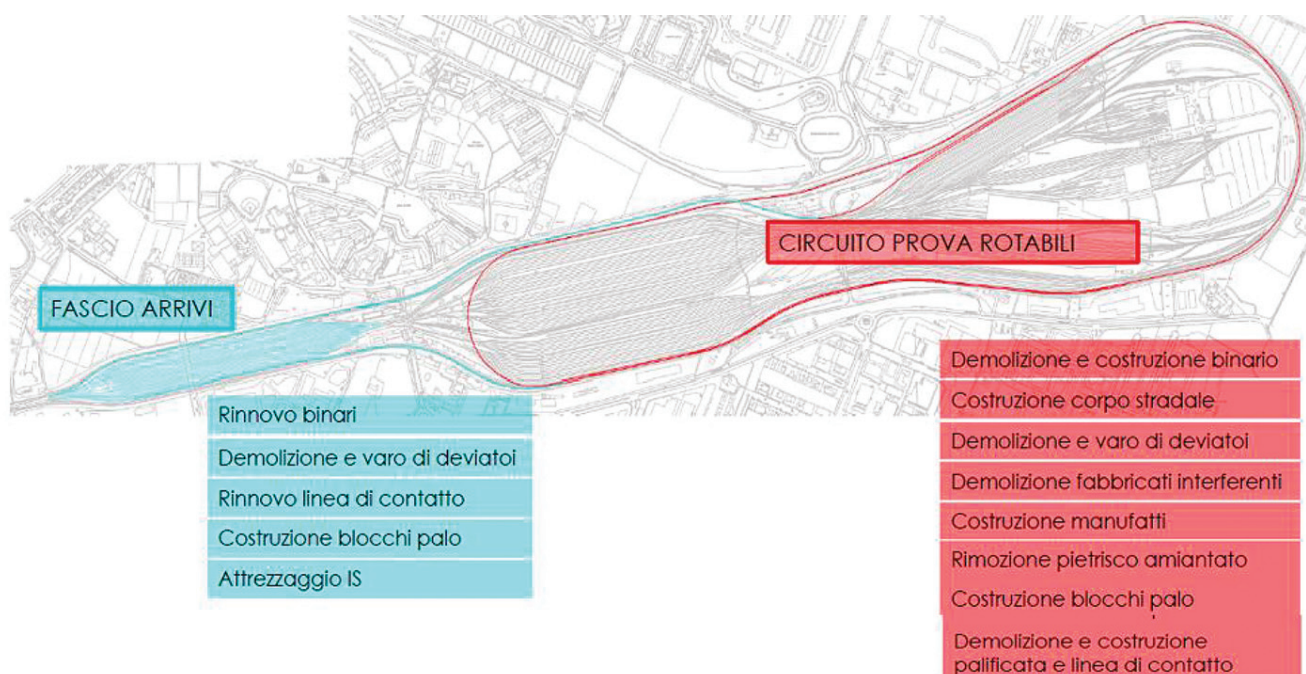 CIRCUITO PROVA ROTABILI
FASCIO ARRIVI
Rinnovo binari
Demolizione e varo di deviatoi
Rinnovo linea di contatto
Costruzione blocchi palo
Attrezzaggio IS
Demolizione e costruzione binario
Costruzione corpo stradale
Demolizione e varo di deviatoi
Demolizione fabbricati interferenti
Costruzione manufatti
Rimozione pietrisco amiantato
Costruzione blocchi palo
Demolizione e costruzione
palificata e linea di contatto